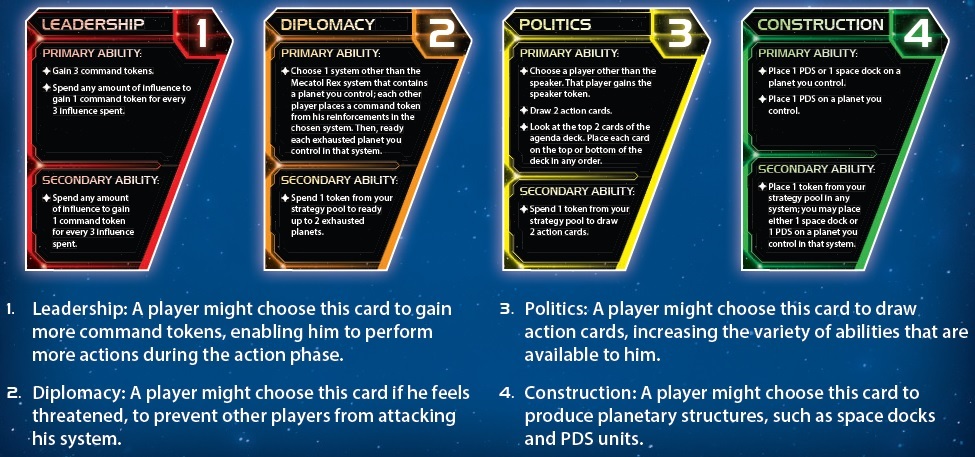 LEADERSHIP 1
PRIMARY ABILITY:
Gain 3 command tokens.
Spend any amount of influence to
gain 1 command token for every
3 influence spent.
SECONDARY ABILITY:
Spend any amount
of influence to gain
1 command token
for every 3 influence
spent.
DIPLOMACY 2
PRIMARY ABILITY:
Choose 1 system other than the
Mecatol Rex system that contains
a planet you control; each other
player places a command token
from his reinforcements in the
chosen system. Then, ready
each exhausted planet you
control in that system.
SECONDARY ABILITY:
Spend 1 token from your
strategy pool to ready
up to 2 exhausted
planets.
POLITICS 3
PRIMARY ABILITY:
Choose a player other than the
speaker. That player gains the
speaker token.
Draw 2 action cards.
Look at the top 2 cards of the
agenda deck. Place each card
on the top or bottom of the
deck in any order.
SECONDARY ABILITY:
Spend 1 token from your
strategy pool to draw
2 action cards.
CONSTRUCTION 4
PRIMARY ABILITY:
Place 1 PDS or 1 space dock on a
planet you control.
Place 1 PDS on a planet you
control.
SECONDARY ABILITY:
Place 1 token from your
strategy pool in any
system; you may place
either 1 space dock or
1 PDS on a planet you
control in that system.
1. Leadership: A player might choose this card to gain
more command tokens, enabling him to perform
more actions during the action phase.
2. Diplomacy: A player might choose this card if he feels
threatened, to prevent other players from attacking
his system.
3. Politics: A player might choose this card to draw
action cards, increasing the variety of abilities that are
available to him.
4. Construction: A player might choose this card to
produce planetary structures, such as space docks
and PDS units.